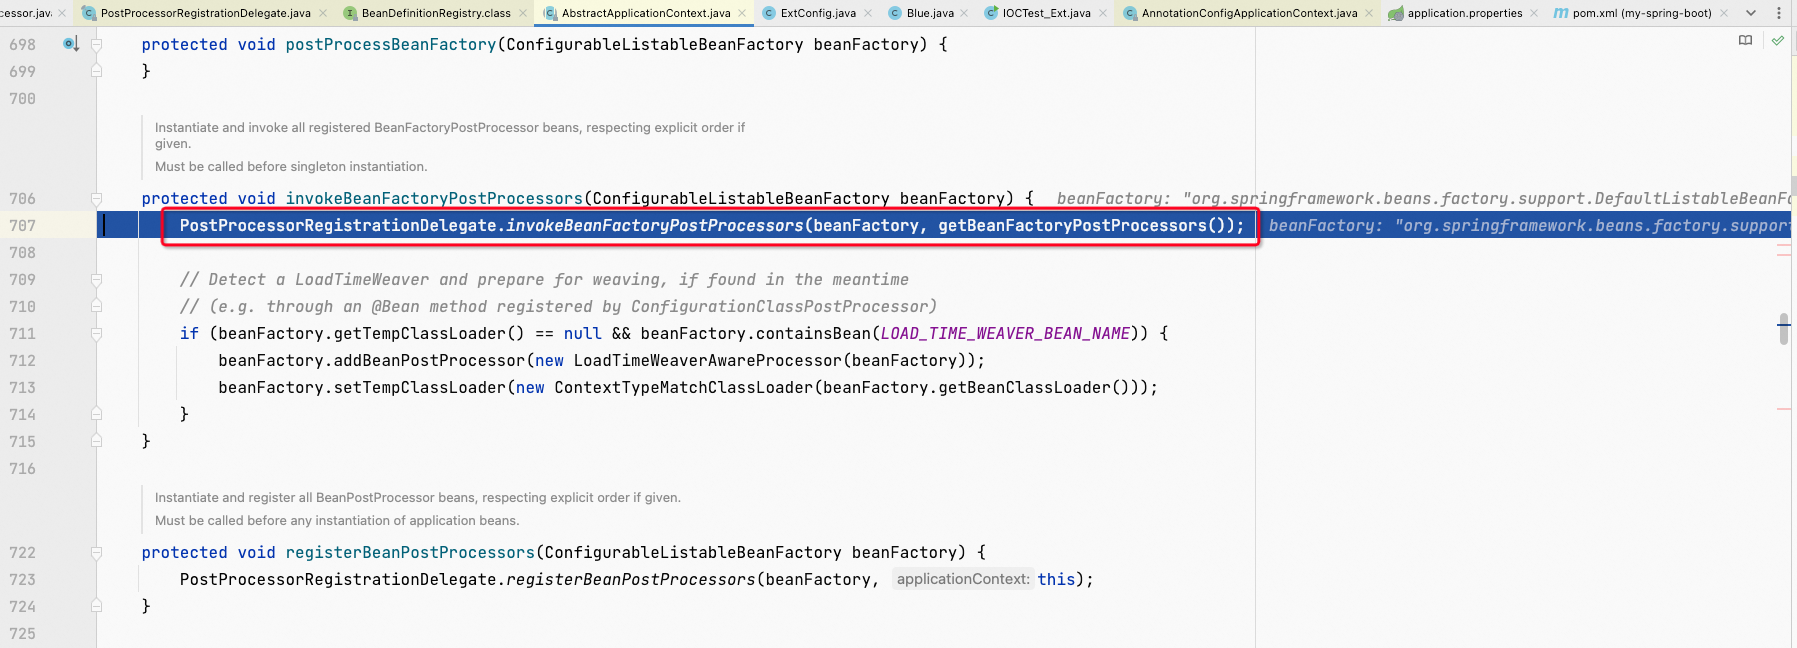 cessor.java PostProcessorRegistrationDelegate.java BeanDefinitionRegistry.class AbstractApplicationContext.java ExtConfig.java Blue.java IOCTest_Ext.java AnnotationConfigApplicationContext.java application.properties pom.xml (my-spring-boot)
698 protected void postProcessBeanFactory(ConfigurableListableBeanFactory beanFactory) {
699 }
700
Instantiate and invoke all registered BeanFactoryPostProcessor beans, respecting explicit order if
given.
Must be called before singleton instantiation.
706 protected void invokeBeanFactoryPostProcessors(ConfigurableListableBeanFactory beanFactory) { beanFactory: "org.springframework.beans.factory.support.DefaultListableBeanFa
707 PostProcessorRegistrationDelegate.invokeBeanFactoryPostProcessors(beanFactory, getBeanFactoryPostProcessors()); beanFactory: "org.springframework.beans.factory.support
708
709 // Detect a LoadTimeWeaver and prepare for weaving, if found in the meantime
710 // (e.g. through an @Bean method registered by ConfigurationClassPostProcessor)
711 if (beanFactory.getTempClassLoader() == null && beanFactory.containsBean(LOAD_TIME_WEAVER_BEAN_NAME)) {
712 beanFactory.addBeanPostProcessor(new LoadTimeWeaverAwareProcessor(beanFactory));
713 beanFactory.setTempClassLoader(new ContextTypeMatchClassLoader(beanFactory.getBeanClassLoader()));
714 }
715 }
716
Instantiate and register all BeanPostProcessor beans, respecting explicit order if given.
Must be called before any instantiation of application beans.
722 protected void registerBeanPostProcessors(ConfigurableListableBeanFactory beanFactory) {
723 PostProcessorRegistrationDelegate.registerBeanPostProcessors(beanFactory, applicationContext: this);
724 }
725